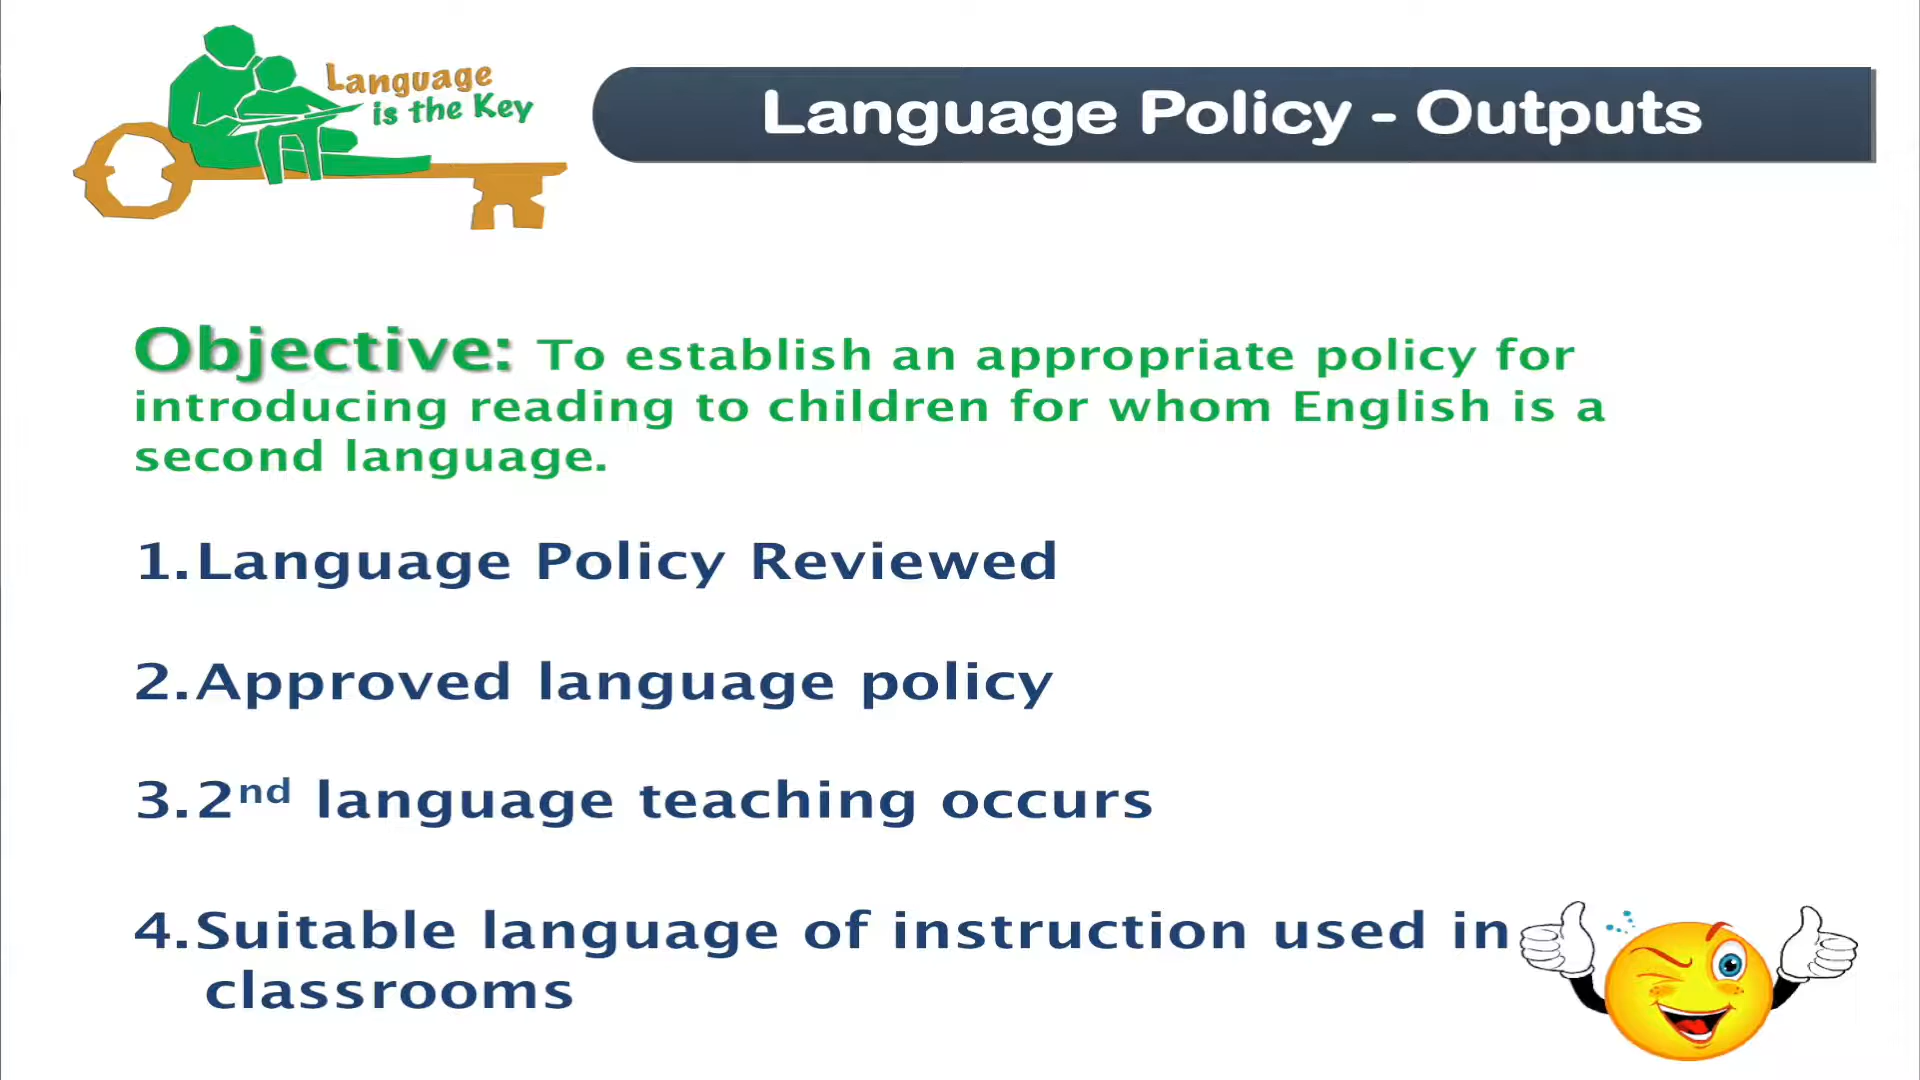 Language
is the Key
Language Policy - Outputs
Objective: To establish an appropriate policy for
introducing reading to children for whom English is a
second language.
1.Language Policy Reviewed
2.Approved language policy
3.2nd language teaching occurs
4.Suitable language of instruction used in
classrooms